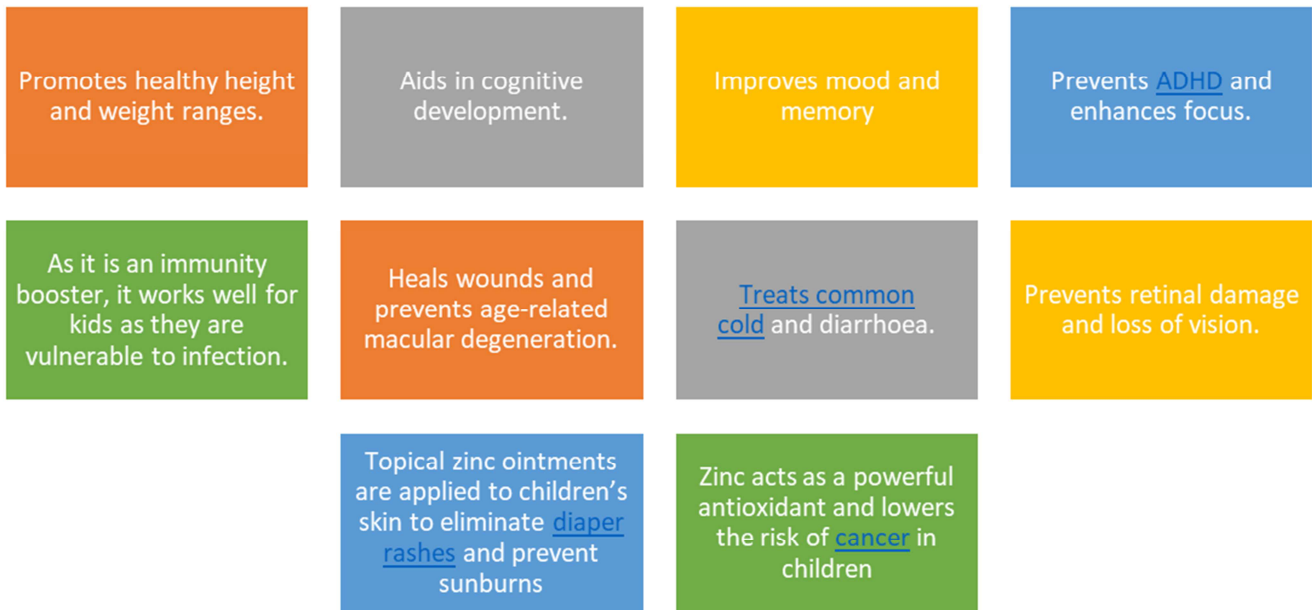 Promotes healthy height
and weight ranges.
Aids in cognitive
development.
Improves mood and
memory
Prevents ADHD and
enhances focus.
As it is an immunity
booster, it works well for
kids as they are
vulnerable to infection.
Heals wounds and
prevents age-related
macular degeneration.
Treats common
cold and diarrhoea.
Prevents retinal damage
and loss of vision.
Topical zinc ointments
are applied to children’s
skin to eliminate diaper
rashes and prevent
sunburns
Zinc acts as a powerful
antioxidant and lowers
the risk of cancer in
children